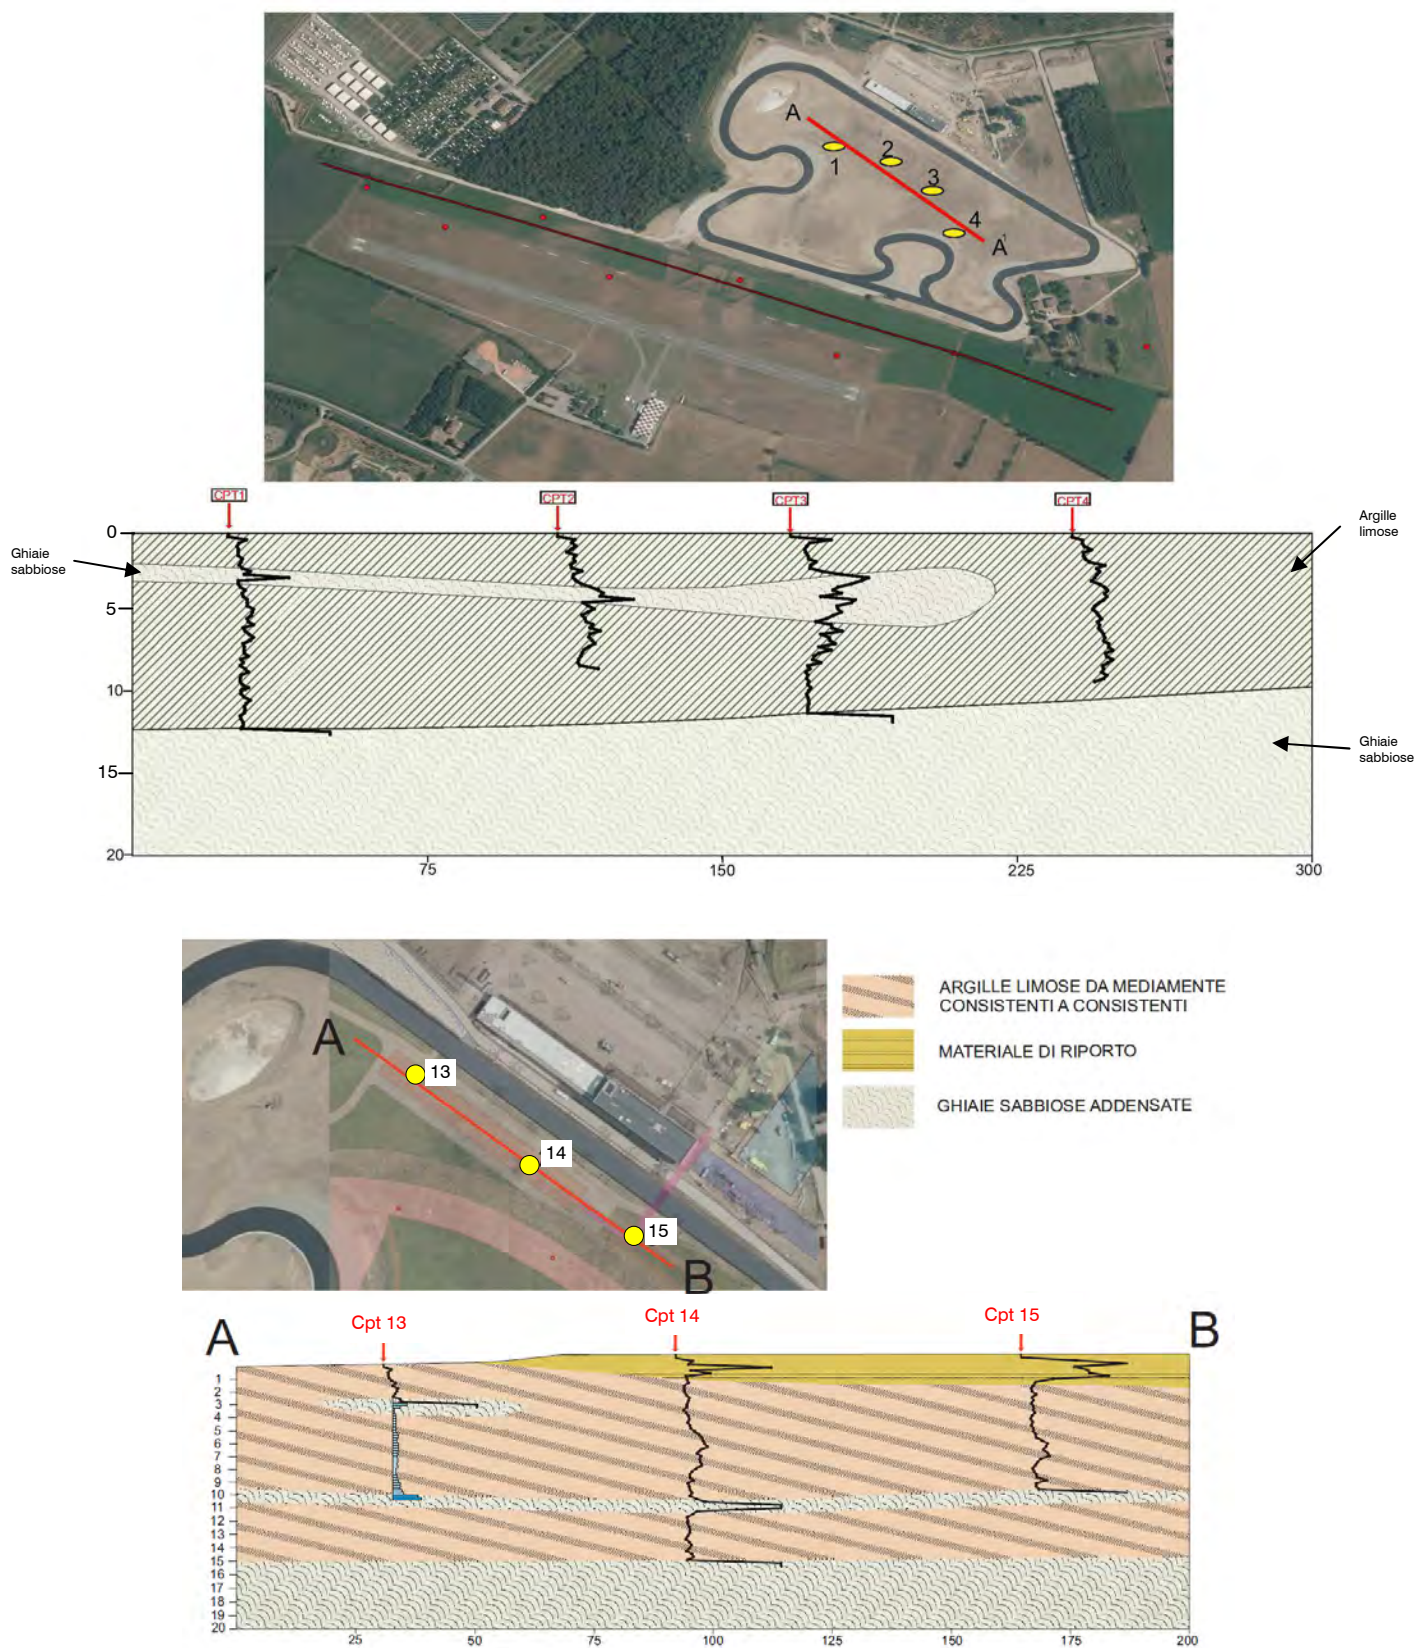 A
1
2
3
4
A'
CPT1
CPT2
CPT3
CPT4
Argille
limose
Ghiaie
sabbiose
0
5
10
15
20
Ghiaie
sabbiose
75
150
225
300
A
13
14
15
B
ARGILLE LIMOSE DA MEDIAMENTE
CONSISTENTI A CONSISTENTI
MATERIALE DI RIPORTO
GHIAIE SABBIOSE ADDENSATE
A
Cpt 13
Cpt 14
Cpt 15
B
1
2
3
4
5
6
7
8
9
10
11
12
13
14
15
16
17
18
19
20
25
50
75
100
125
150
175
200